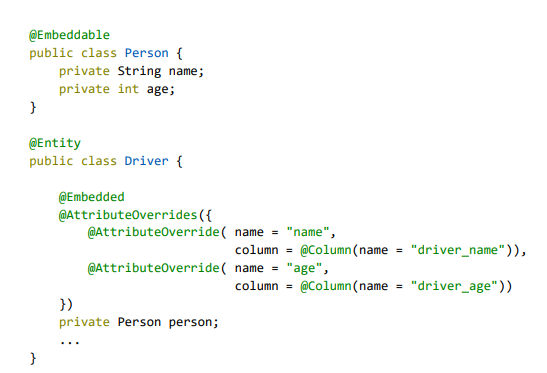 @Embeddable
public class Person {
    private String name;
    private int age;
}

@Entity
public class Driver {

    @Embedded
    @AttributeOverrides({
        @AttributeOverride( name = "name",
                            column = @Column(name = "driver_name")),
        @AttributeOverride( name = "age",
                            column = @Column(name = "driver_age"))
    })
    private Person person;
    ...
}